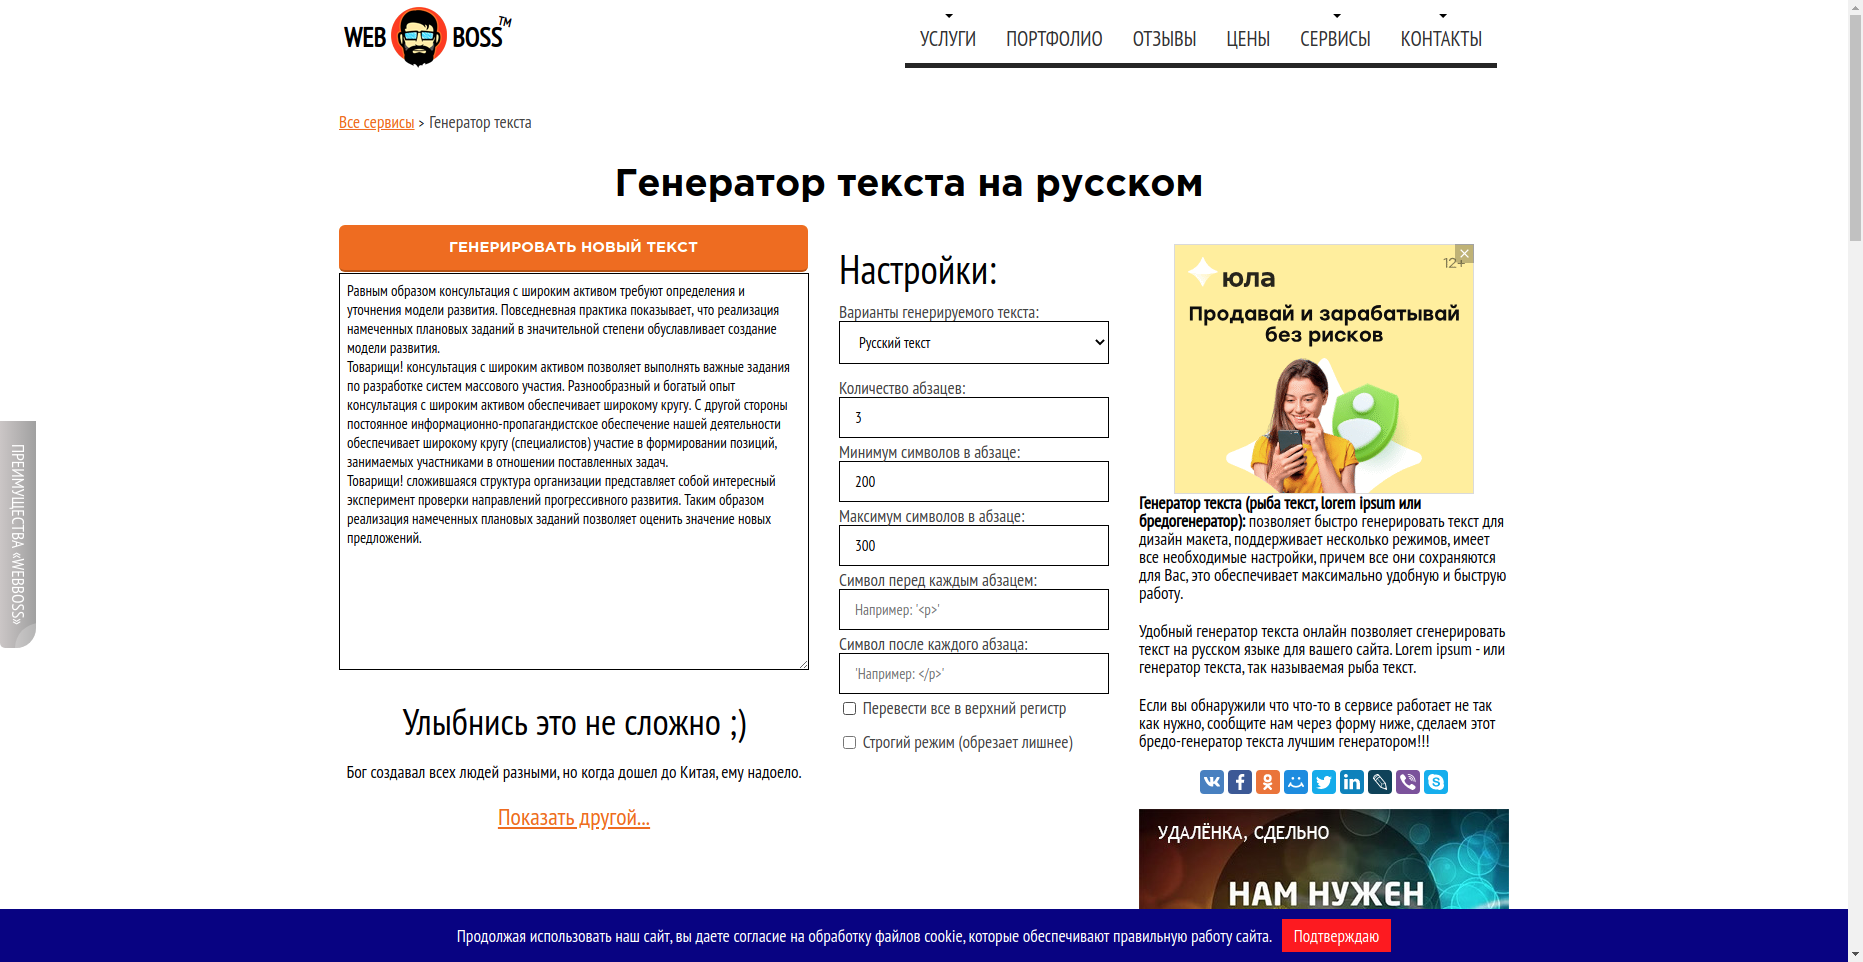 WEB BOSS™
УСЛУГИ ПОРТФОЛИО ОТЗЫВЫ ЦЕНЫ СЕРВИСЫ КОНТАКТЫ
Все сервисы > Генератор текста
Генератор текста на русском
ГЕНЕРИРОВАТЬ НОВЫЙ ТЕКСТ
Равным образом консультация с широким активом требуют определения и
уточнения модели развития. Повседневная практика показывает, что реализация
намеченных плановых заданий в значительной степени обуславливает создание
модели развития.
Товарищи! консультация с широким активом позволяет выполнять важные задания
по разработке систем массового участия. Разнообразный и богатый опыт
консультация с широким активом обеспечивает широкому кругу. С другой стороны
постоянное информационно-пропагандистское обеспечение нашей деятельности
обеспечивает широкому кругу (специалистов) участие в формировании позиций,
занимаемых участниками в отношении поставленных задач.
Товарищи! сложившаяся структура организации представляет собой интересный
эксперимент проверки направлений прогрессивного развития. Таким образом
реализация намеченных плановых заданий позволяет оценить значение новых
предложений.
Улыбнись это не сложно ;)
Бог создавал всех людей разными, но когда дошел до Китая, ему надоело.
Показать другой...
Настройки:
Варианты генерируемого текста:
Русский текст
Количество абзацев:
3
Минимум символов в абзаце:
200
Максимум символов в абзаце:
300
Символ перед каждым абзацем:
Например: '<p>'
Символ после каждого абзаца:
'Например: </p>'
Перевести все в верхний регистр
Строгий режим (обрезает лишнее)
12+
юла
Продавай и зарабатывай
без рисков
Генератор текста (рыба текст, lorem ipsum или
бредогенератор): позволяет быстро генерировать текст для
дизайн макета, поддерживает несколько режимов, имеет
все необходимые настройки, причем все они сохраняются
для Вас, это обеспечивает максимально удобную и быструю
работу.
Удобный генератор текста онлайн позволяет сгенерировать
текст на русском языке для вашего сайта. Lorem ipsum - или
генератор текста, так называемая рыба текст.
Если вы обнаружили что что-то в сервисе работает не так
как нужно, сообщите нам через форму ниже, сделаем этот
бредо-генератор текста лучшим генератором!!!
УДАЛЁНКА, СДЕЛЬНО
НАМ НУЖЕН
ПРЕИМУЩЕСТВА «WEBBOSS»
Продолжая использовать наш сайт, вы даете согласие на обработку файлов cookie, которые обеспечивают правильную работу сайта. Подтверждаю